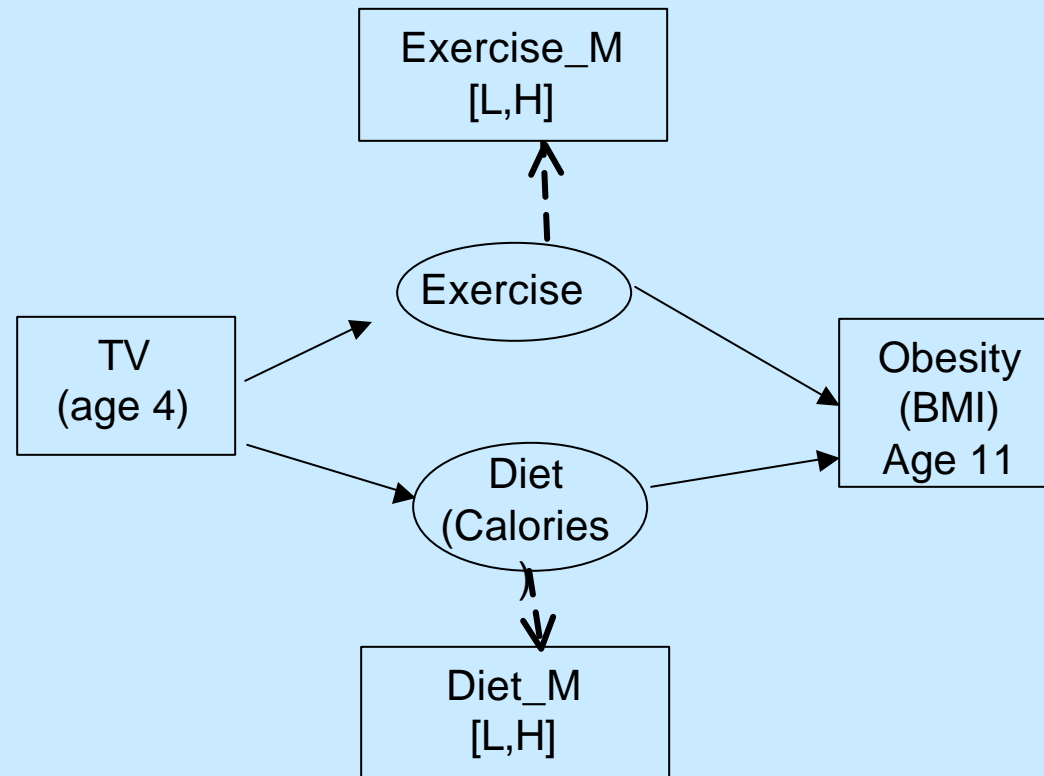 Exercise_M
[L,H]
Exercise
TV
(age 4)
Obesity
(BMI)
Age 11
Diet
(Calories
)
Diet_M
[L,H]